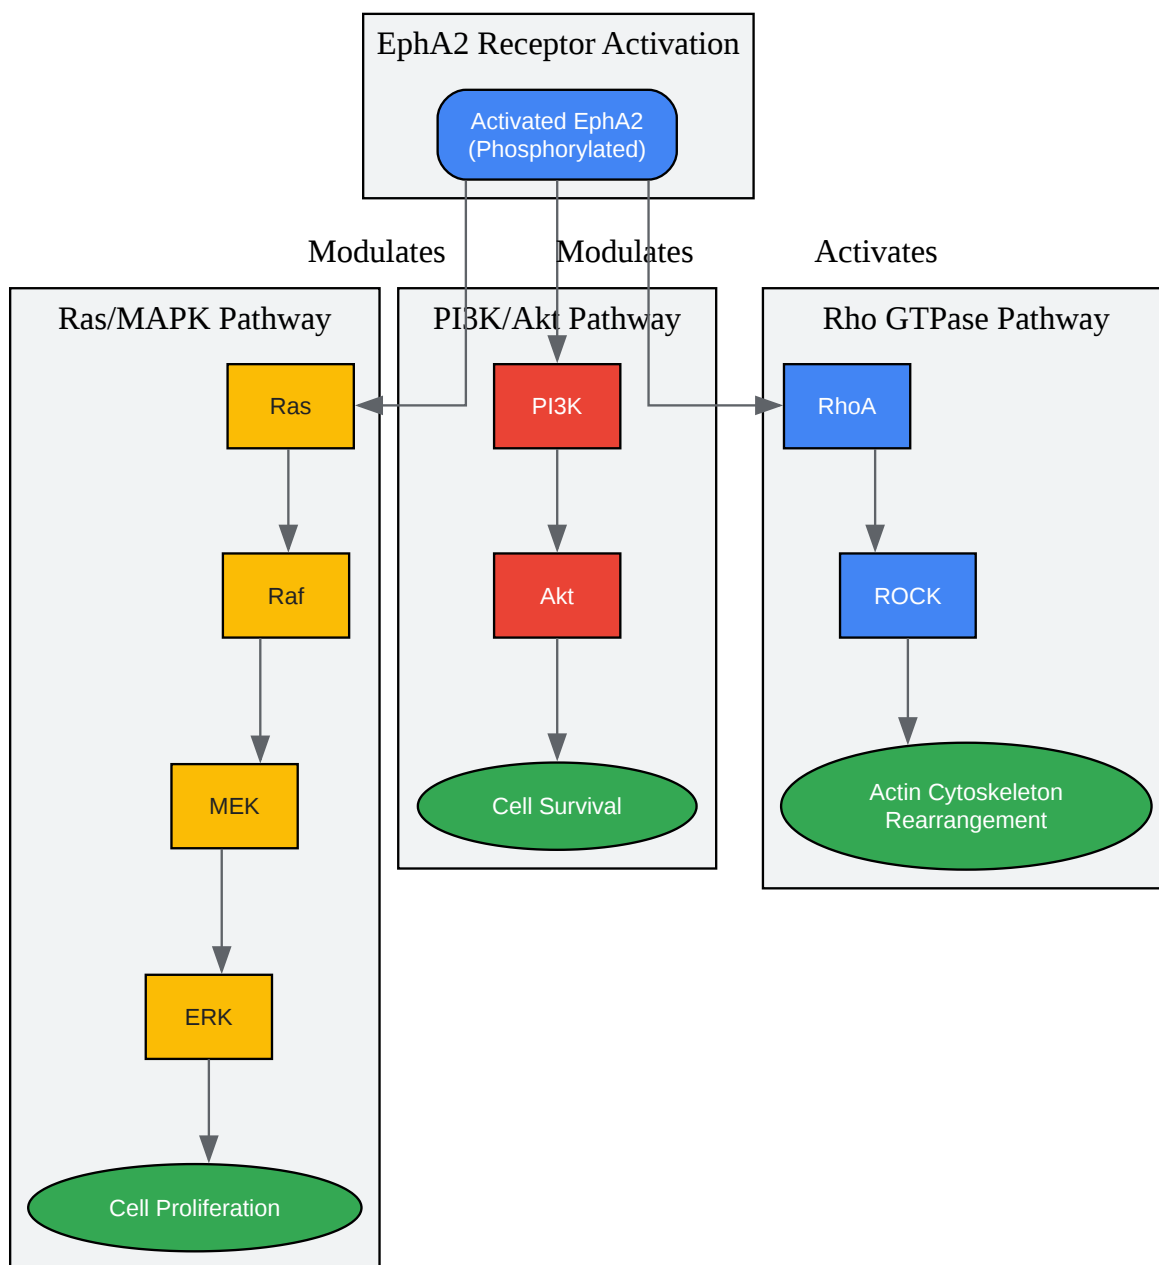 EphA2 Receptor Activation
Activated EphA2
(Phosphorylated)
Modulates
Modulates
Activates
Ras/MAPK Pathway
PI3K/Akt Pathway
Rho GTPase Pathway
Ras
PI3K
RhoA
Raf
Akt
ROCK
MEK
Cell Survival
Actin Cytoskeleton
Rearrangement
ERK
Cell Proliferation